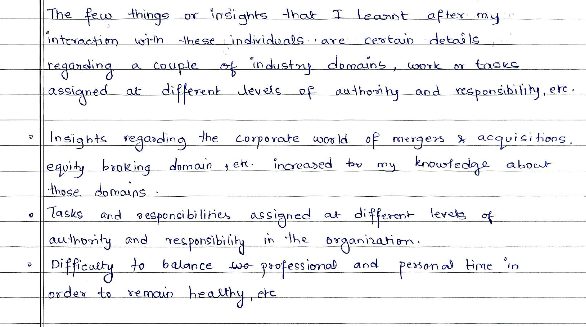 The few things or insights that I learnt after my
interaction with these individuals are certain details
regarding a couple of industry domains, work or tasks
assigned at different levels of authority and responsibility, etc.
• Insights regarding the corporate world of mergers & acquisitions,
equity broking domain, etc. increased my knowledge about
those domains.
• Tasks and responsibilities assigned at different levels of
authority and responsibility in the organization.
• Difficulty to balance professional and personal time in
order to remain healthy, etc